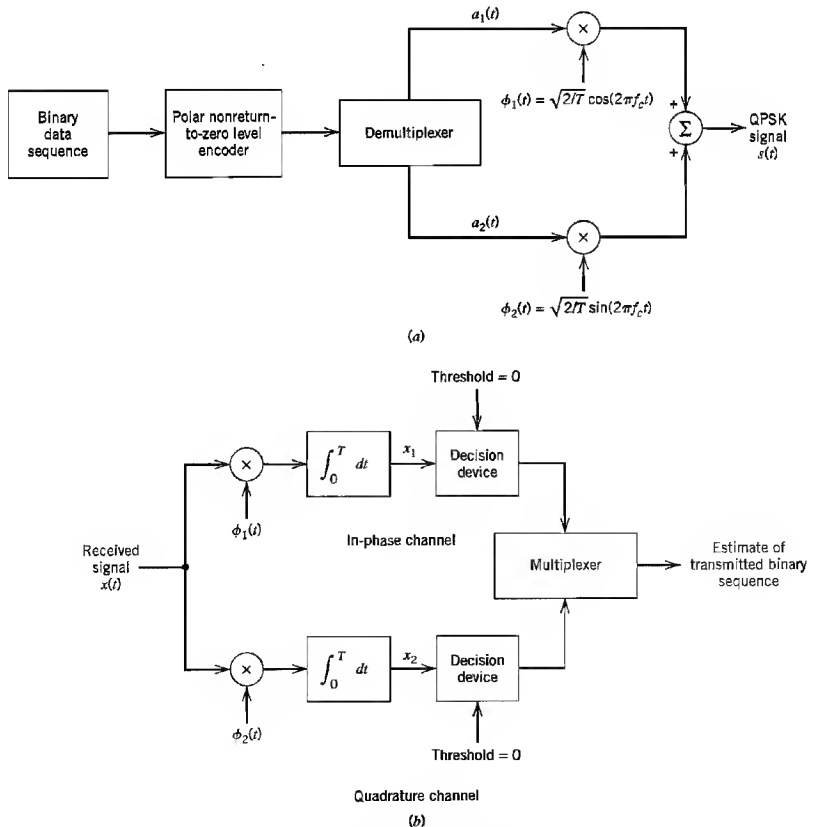 Binary
data
sequence
Polar nonreturn-
to-zero level
encoder
Demultiplexer
a₁(t)
×
ϕ₁(t) = √2/T cos(2πf_ct)
+
Σ
+
QPSK
signal
s(t)
a₂(t)
×
ϕ₂(t) = √2/T sin(2πf_ct)
(a)
Threshold = 0
×
∫₀ᵀ dt
x₁
Decision
device
ϕ₁(t)
In-phase channel
Received
signal
x(t)
Multiplexer
Estimate of
transmitted binary
sequence
×
∫₀ᵀ dt
x₂
Decision
device
ϕ₂(t)
Threshold = 0
Quadrature channel
(b)